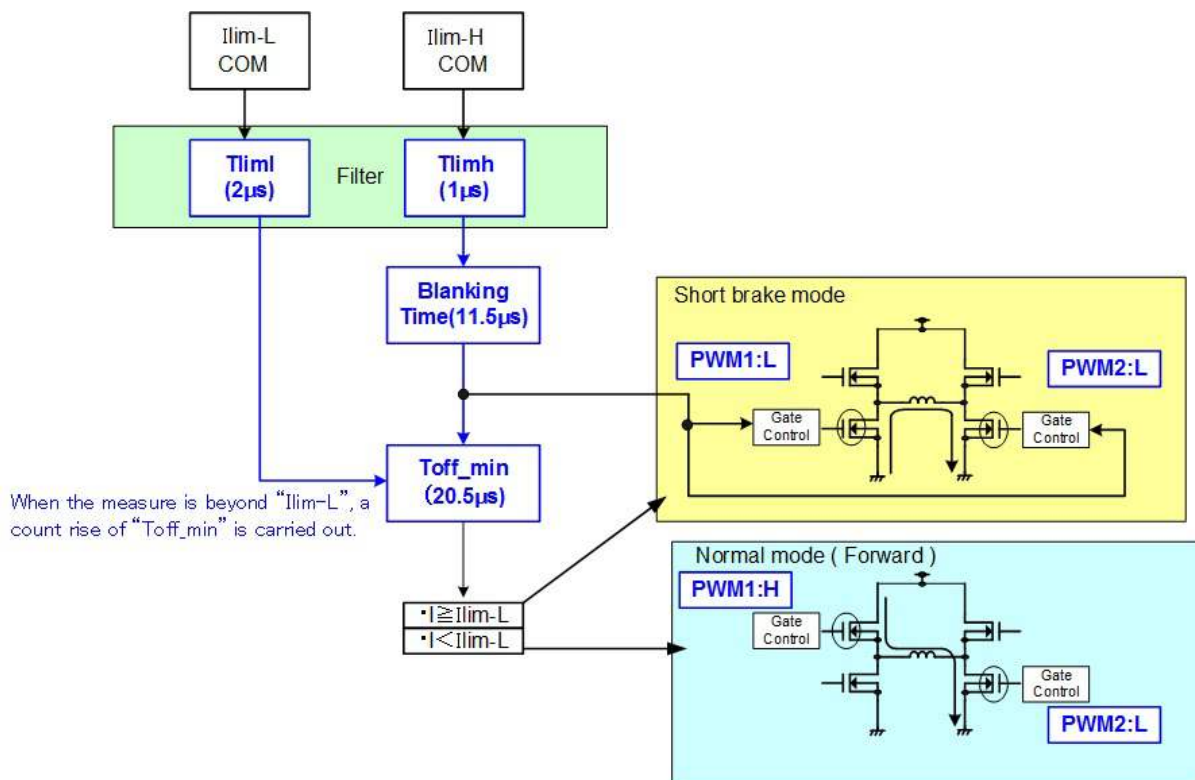 Ilim-L
COM
Ilim-H
COM
Tliml
(2μs)
Filter
Tlimh
(1μs)
Blanking
Time(11.5μs)
Toff_min
(20.5μs)
When the measure is beyond “Ilim-L”, a
count rise of “Toff_min” is carried out.
・I≧Ilim-L
・I<Ilim-L
Short brake mode
PWM1:L
PWM2:L
Gate
Control
Gate
Control
Normal mode ( Forward )
PWM1:H
Gate
Control
Gate
Control
PWM2:L